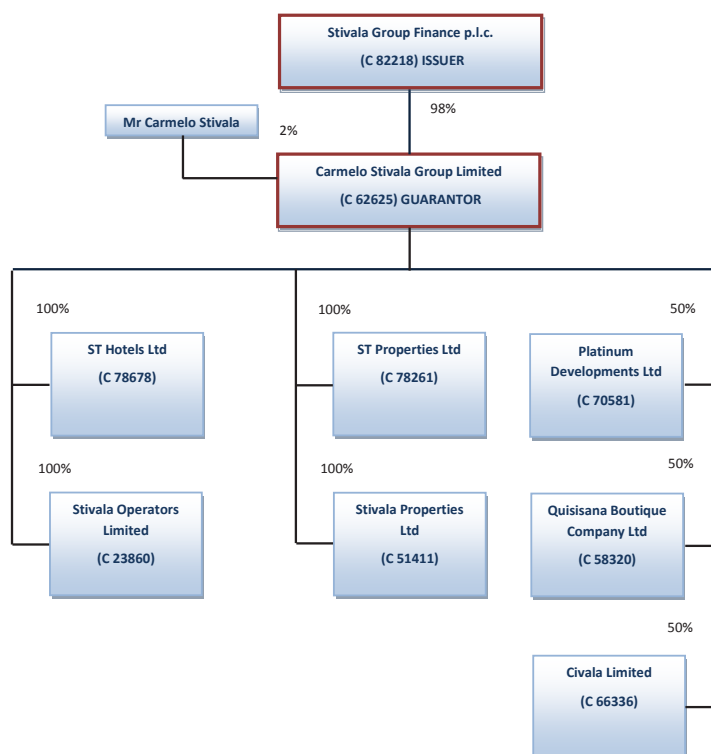 Stivala Group Finance p.l.c.
(C 82218) ISSUER
98%
Mr Carmelo Stivala
2%
Carmelo Stivala Group Limited
(C 62625) GUARANTOR
100%
100%
50%
ST Hotels Ltd
(C 78678)
ST Properties Ltd
(C 78261)
Platinum
Developments Ltd
(C 70581)
100%
100%
50%
Stivala Operators
Limited
(C 23860)
Stivala Properties
Ltd
(C 51411)
Quisisana Boutique
Company Ltd
(C 58320)
50%
Civala Limited
(C 66336)